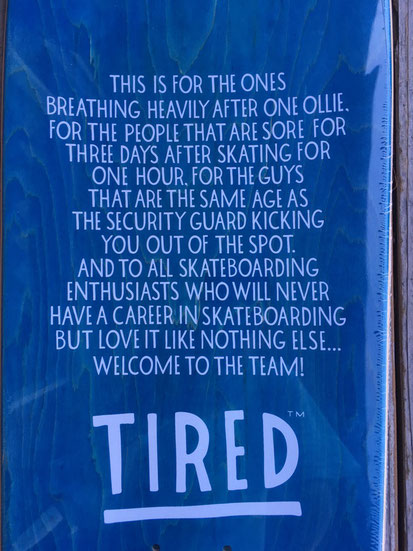 THIS IS FOR THE ONES
BREATHING HEAVILY AFTER ONE OLLIE.
FOR THE PEOPLE THAT ARE SORE FOR
THREE DAYS AFTER SKATING FOR
ONE HOUR. FOR THE GUYS
THAT ARE THE SAME AGE AS
THE SECURITY GUARD KICKING
YOU OUT OF THE SPOT.
AND TO ALL SKATEBOARDING
ENTHUSIASTS WHO WILL NEVER
HAVE A CAREER IN SKATEBOARDING
BUT LOVE IT LIKE NOTHING ELSE...
WELCOME TO THE TEAM!
TIRED™